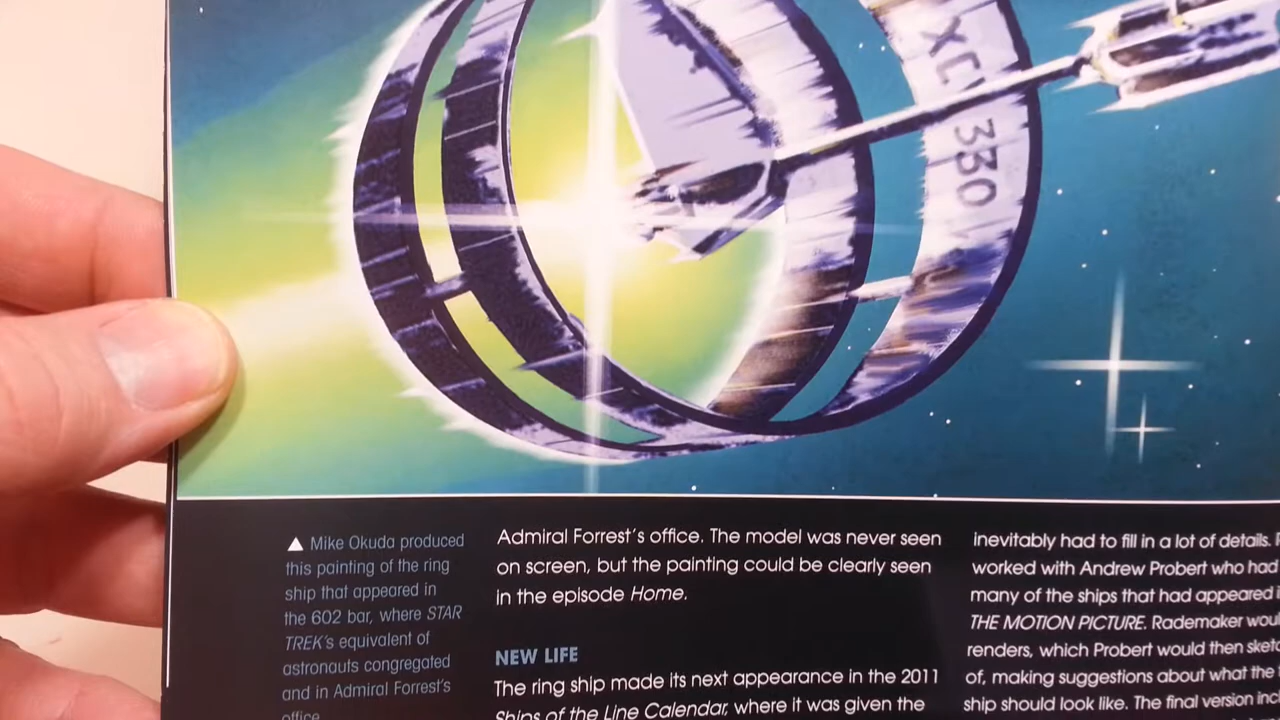 XCV 330
▲ Mike Okuda produced
this painting of the ring
ship that appeared in
the 602 bar, where STAR
TREK's equivalent of
astronauts congregated
and in Admiral Forrest's
office.
Admiral Forrest's office. The model was never seen
on screen, but the painting could be clearly seen
in the episode Home.
NEW LIFE
The ring ship made its next appearance in the 2011
Ships of the Line Calendar, where it was given the
inevitably had to fill in a lot of details.
worked with Andrew Probert who had
many of the ships that had appeared
THE MOTION PICTURE. Rademaker
renders, which Probert would then
of, making suggestions about what the
ship should look like. The final version